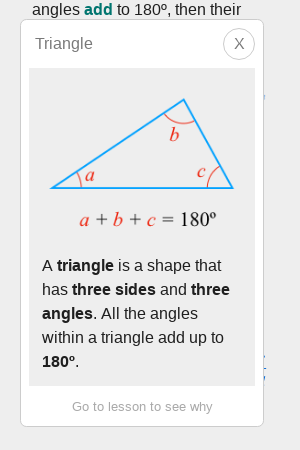 angles add to 180º, then their
Triangle
X
b
a
c
a + b + c = 180º
A triangle is a shape that
has three sides and three
angles. All the angles
within a triangle add up to
180º.
Go to lesson to see why